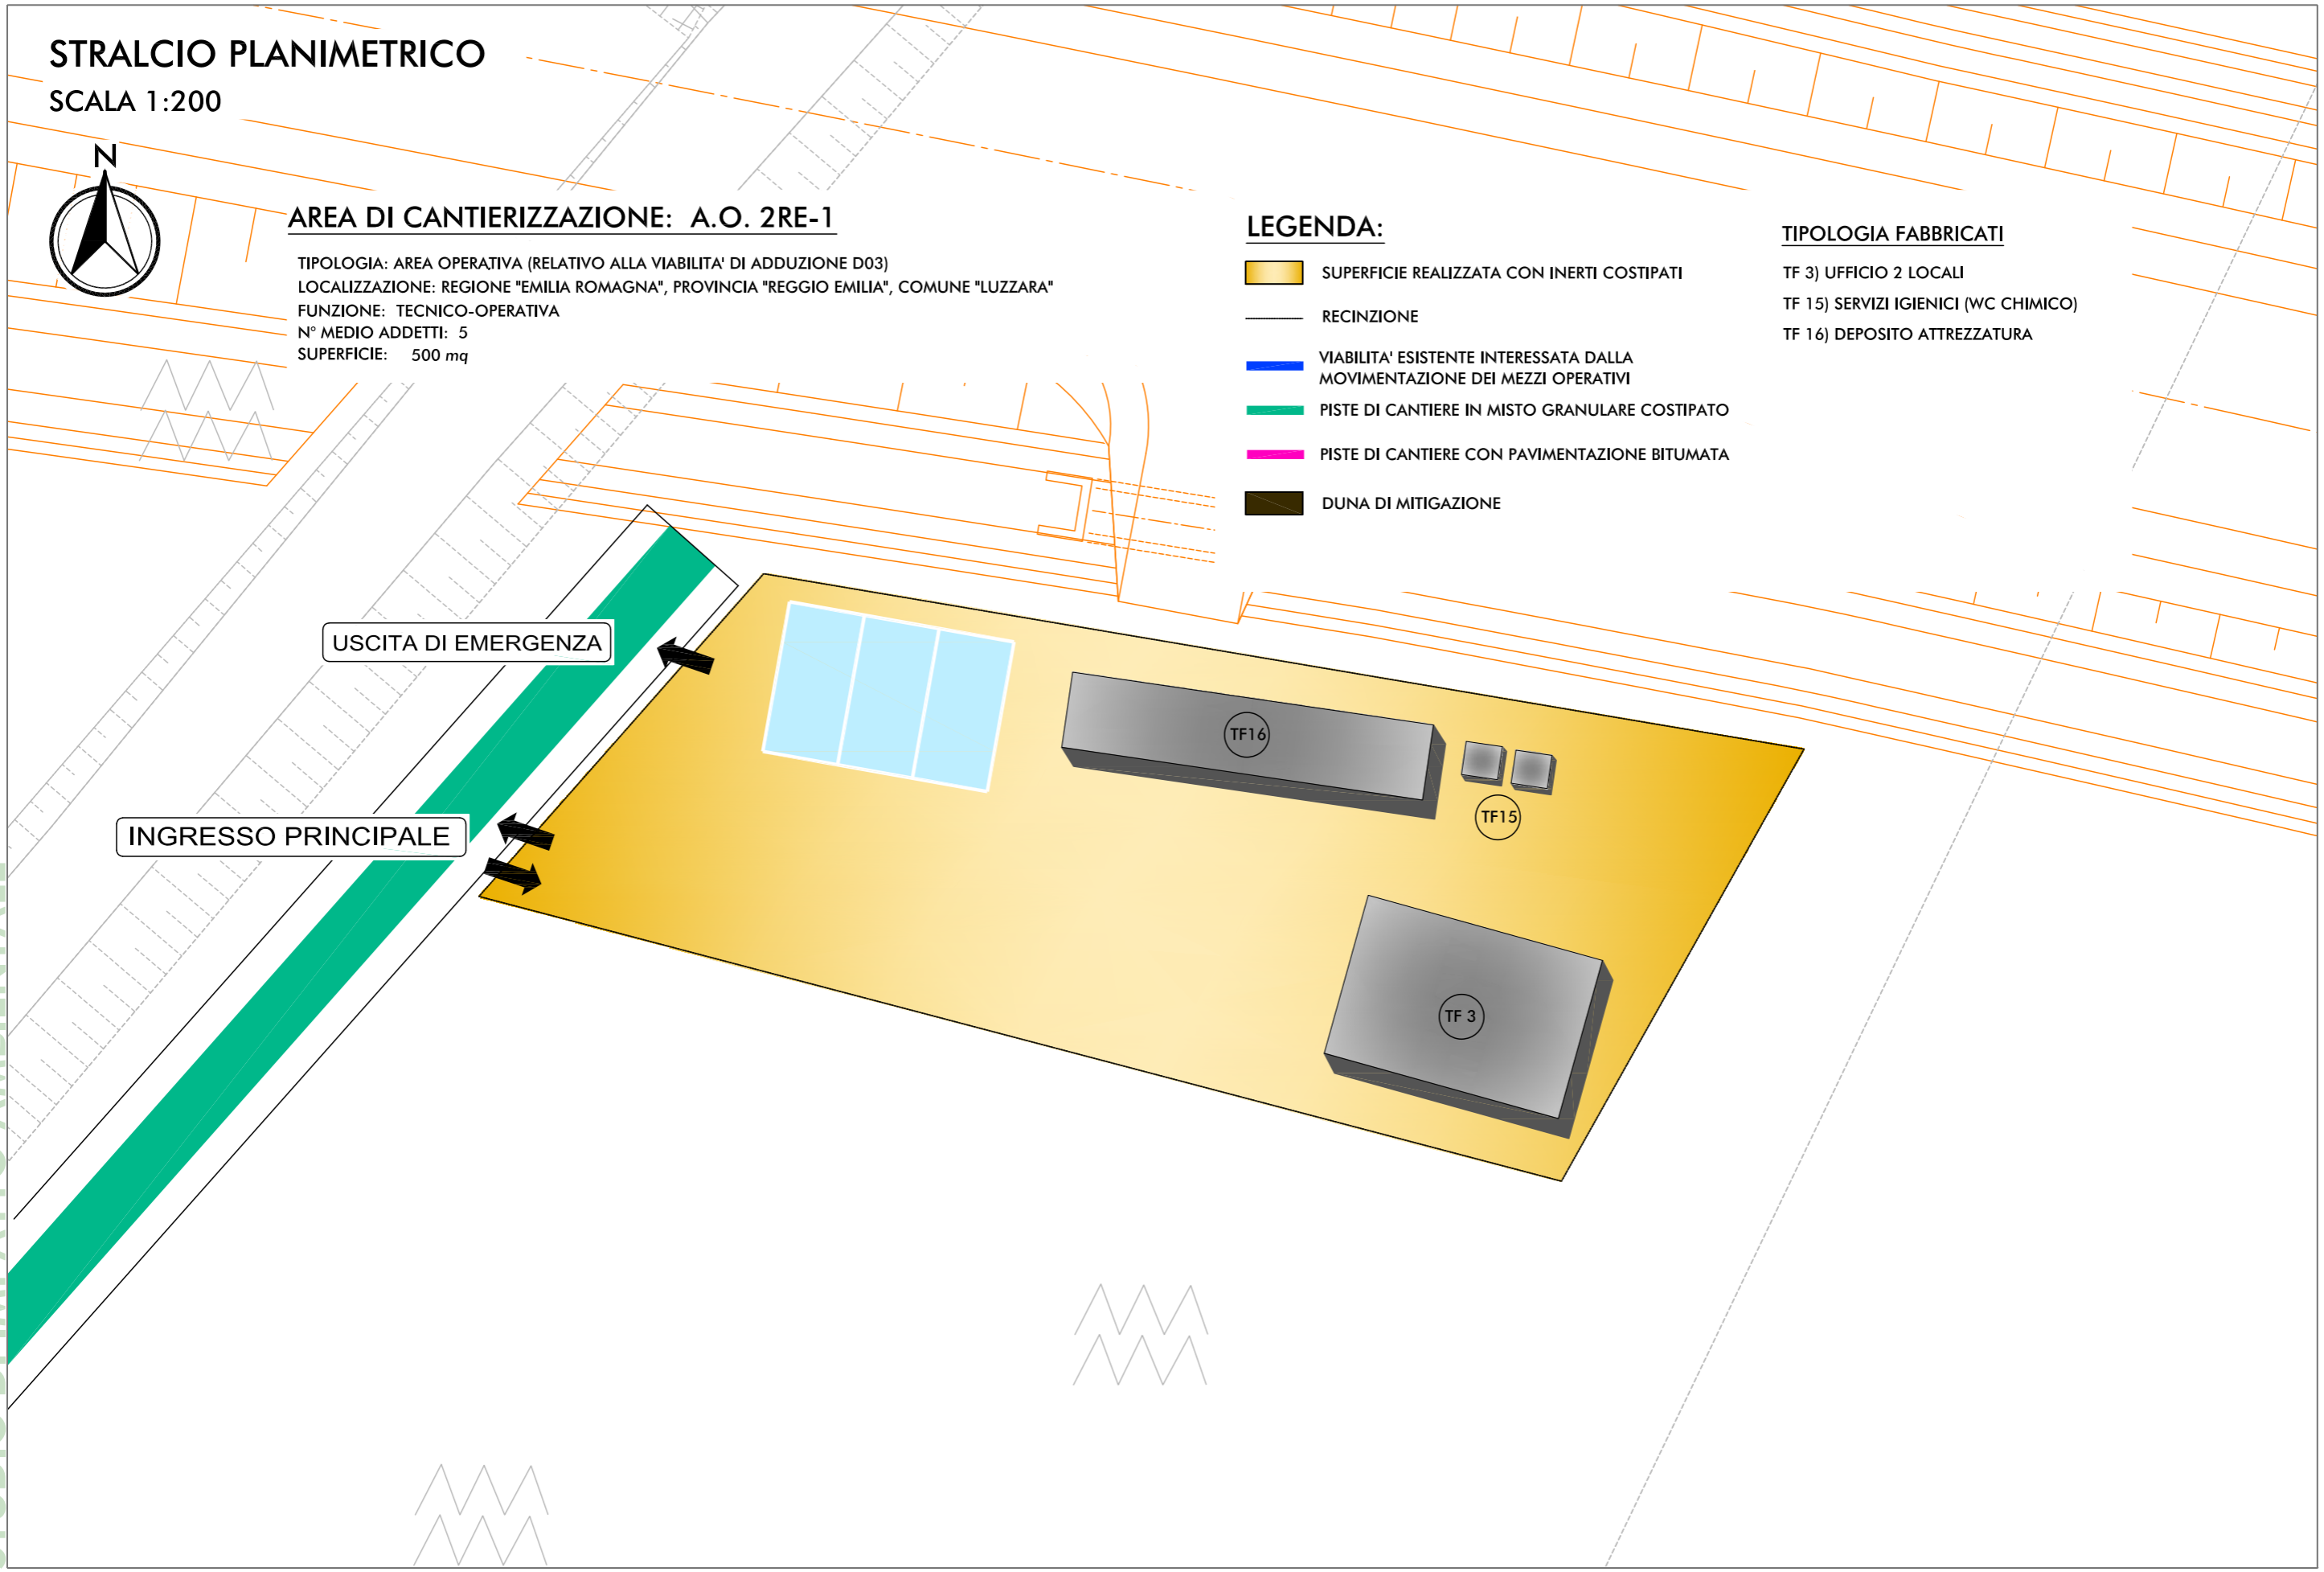 STRALCIO PLANIMETRICO
SCALA 1:200
N
AREA DI CANTIERIZZAZIONE: A.O. 2RE-1
TIPOLOGIA: AREA OPERATIVA (RELATIVO ALLA VIABILITA' DI ADDUZIONE D03)
LOCALIZZAZIONE: REGIONE "EMILIA ROMAGNA", PROVINCIA "REGGIO EMILIA", COMUNE "LUZZARA"
FUNZIONE: TECNICO-OPERATIVA
N° MEDIO ADDETTI: 5
SUPERFICIE: 500 mq
LEGENDA:
SUPERFICIE REALIZZATA CON INERTI COSTIPATI
RECINZIONE
VIABILITA' ESISTENTE INTERESSATA DALLA
MOVIMENTAZIONE DEI MEZZI OPERATIVI
PISTE DI CANTIERE IN MISTO GRANULARE COSTIPATO
PISTE DI CANTIERE CON PAVIMENTAZIONE BITUMATA
DUNA DI MITIGAZIONE
TIPOLOGIA FABBRICATI
TF 3) UFFICIO 2 LOCALI
TF 15) SERVIZI IGIENICI (WC CHIMICO)
TF 16) DEPOSITO ATTREZZATURA
USCITA DI EMERGENZA
INGRESSO PRINCIPALE
TF16
TF15
TF 3